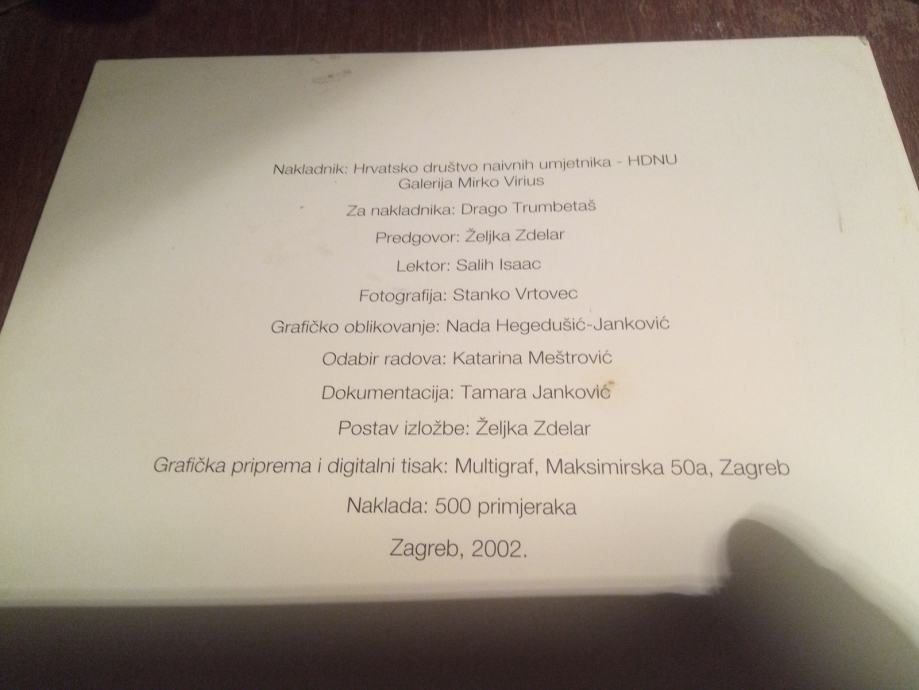 Nakladnik: Hrvatsko društvo naivnih umjetnika - HDNU
Galerija Mirko Virius
Za nakladnika: Drago Trumbetaš
Predgovor: Željka Zdelar
Lektor: Salih Isaac
Fotografija: Stanko Vrtovec
Grafičko oblikovanje: Nada Hegedušić-Janković
Odabir radova: Katarina Meštrović
Dokumentacija: Tamara Janković
Postav izložbe: Željka Zdelar
Grafička priprema i digitalni tisak: Multigraf, Maksimirska 50a, Zagreb
Naklada: 500 primjeraka
Zagreb, 2002.